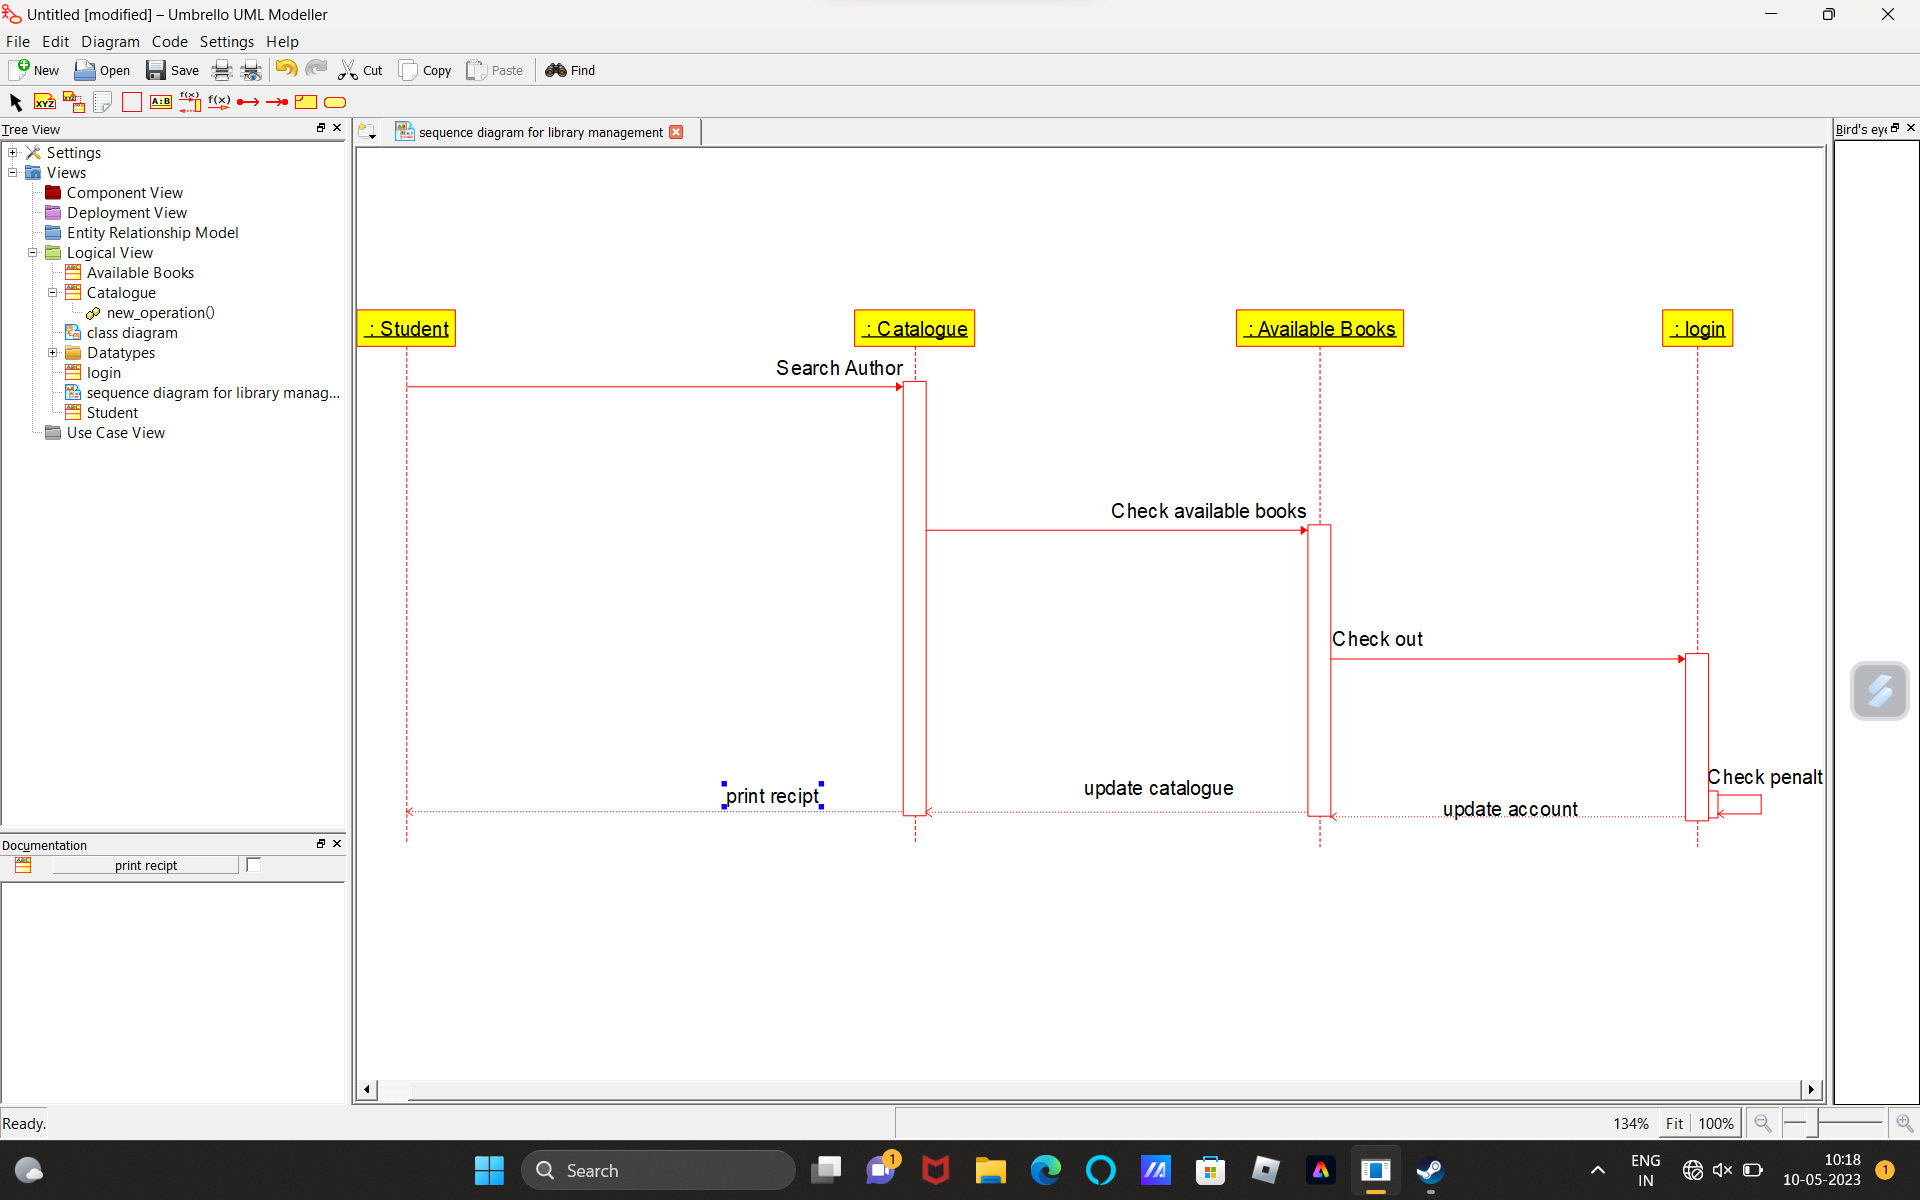 Untitled [modified] – Umbrello UML Modeller
File Edit Diagram Code Settings Help
New Open Save Cut Copy Paste Find
XYZ XYZ A:B f(x) f(x)
Tree View
sequence diagram for library management
Bird's eye
Settings
Views
Component View
Deployment View
Entity Relationship Model
Logical View
Available Books
Catalogue
new_operation()
class diagram
Datatypes
login
sequence diagram for library manag...
Student
Use Case View
: Student : Catalogue : Available Books : login
Search Author
Check available books
Check out
Check penalt
print recipt update catalogue update account
Documentation
print recipt
Ready.
134% Fit 100%
Search
1
ENG
IN
10:18
10-05-2023
1